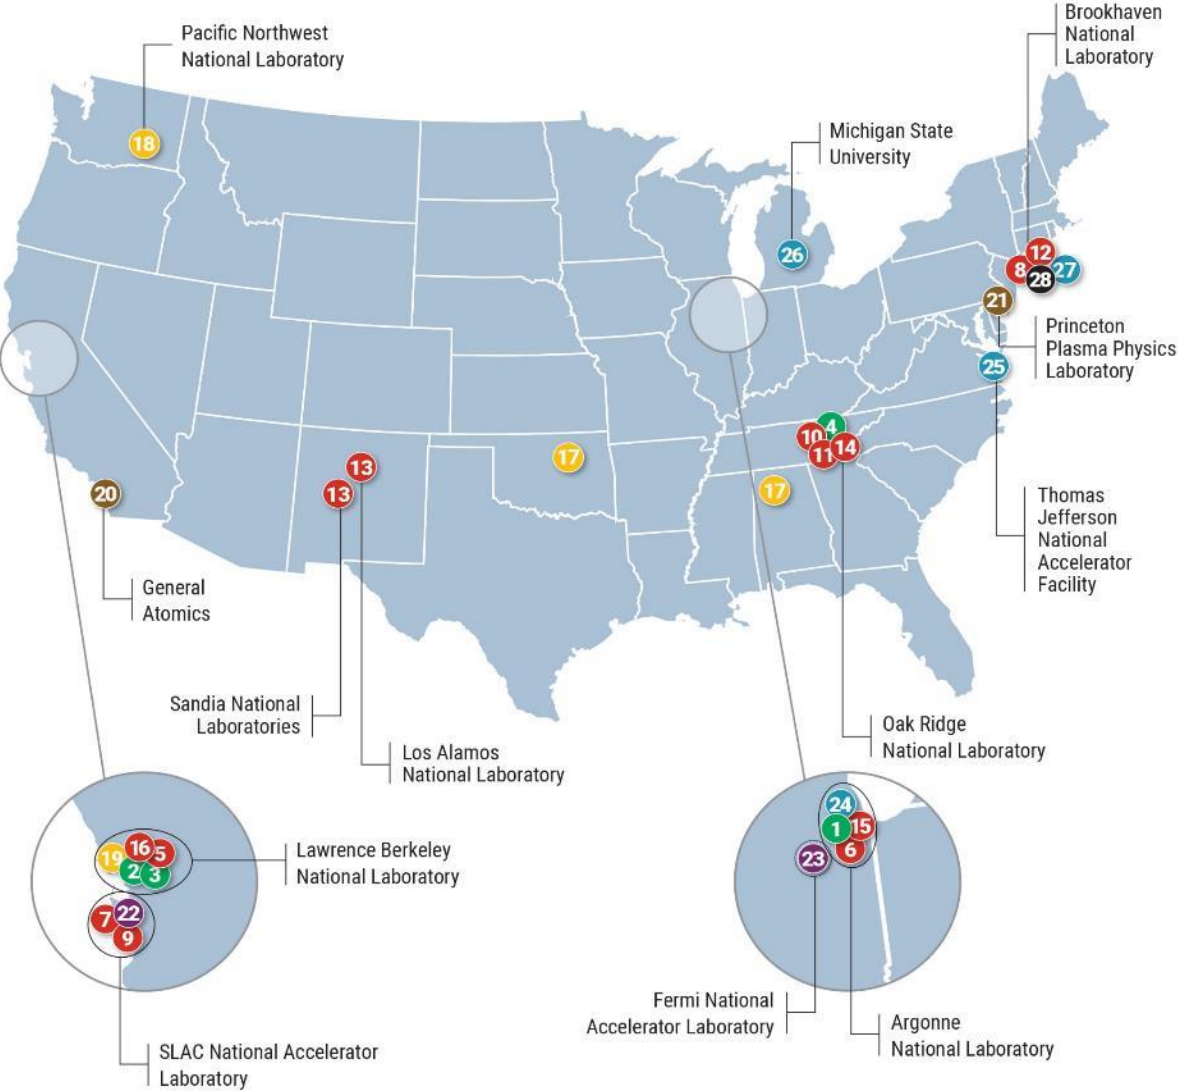 Brookhaven
National
Laboratory
Pacific Northwest
National Laboratory
18
Michigan State
University
26
12
8
27
28
21
Princeton
Plasma Physics
Laboratory
25
4
10
14
11
17
13
13
17
20
Thomas
Jefferson
National
Accelerator
Facility
General
Atomics
Sandia National
Laboratories
Los Alamos
National Laboratory
Oak Ridge
National Laboratory
16
19
5
2
3
Lawrence Berkeley
National Laboratory
22
7
9
24
1
15
6
23
Fermi National
Accelerator Laboratory
Argonne
National Laboratory
SLAC National Accelerator
Laboratory